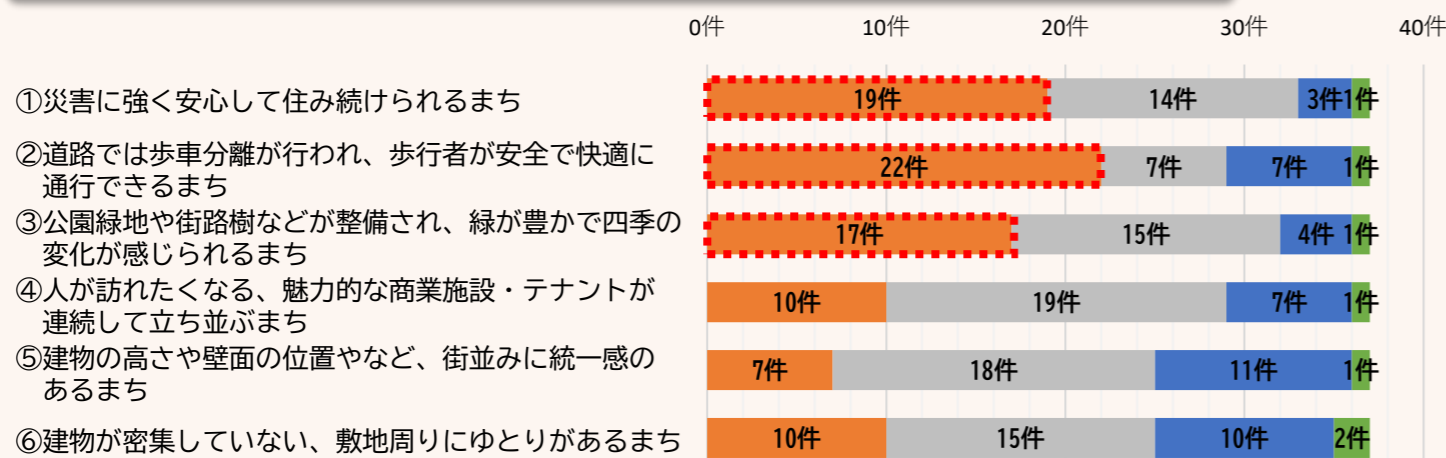 0件 10件 20件 30件 40件
①災害に強く安心して住み続けられるまち
19件 14件 3件 1件
②道路では歩車分離が行われ、歩行者が安全で快適に
通行できるまち
22件 7件 7件 1件
③公園緑地や街路樹などが整備され、緑が豊かで四季の
変化が感じられるまち
17件 15件 4件 1件
④人が訪れたくなる、魅力的な商業施設・テナントが
連続して立ち並ぶまち
10件 19件 7件 1件
⑤建物の高さや壁面の位置やなど、街並みに統一感の
あるまち
7件 18件 11件 1件
⑥建物が密集していない、敷地周りにゆとりがあるまち
10件 15件 10件 2件